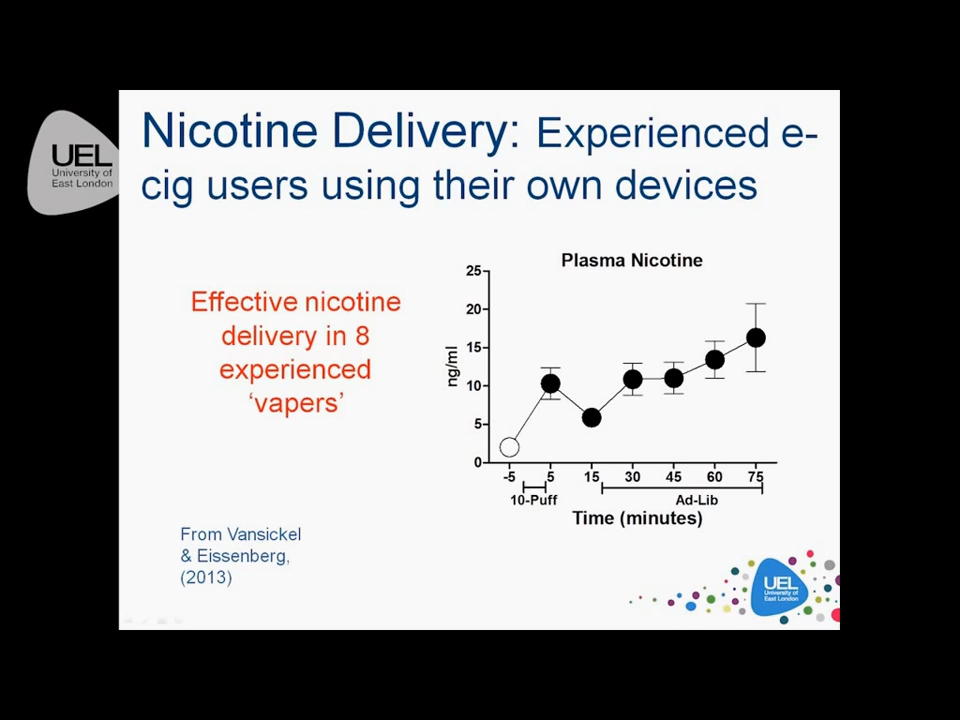 UEL
University of
East London
Nicotine Delivery: Experienced e-
cig users using their own devices
Effective nicotine
delivery in 8
experienced
‘vapers’
From Vansickel
& Eissenberg,
(2013)
Plasma Nicotine
ng/ml
25
20
15
10
5
0
-5 5 15 30 45 60 75
10-Puff Ad-Lib
Time (minutes)
UEL
University of
East London